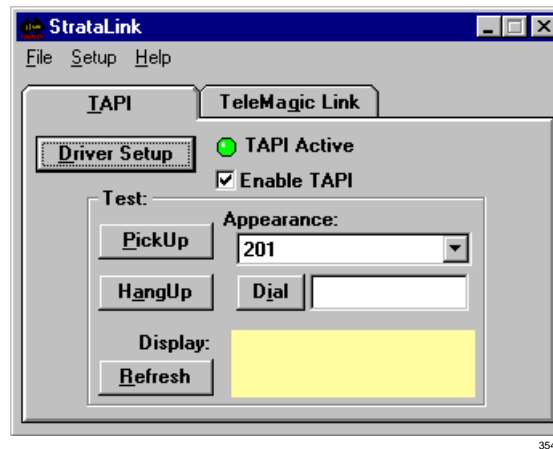 StrataLink
File Setup Help
TAPI
TeleMagic Link
Driver Setup
TAPI Active
Enable TAPI
Test:
PickUp
Appearance:
201
HangUp
Dial
Display:
Refresh
354